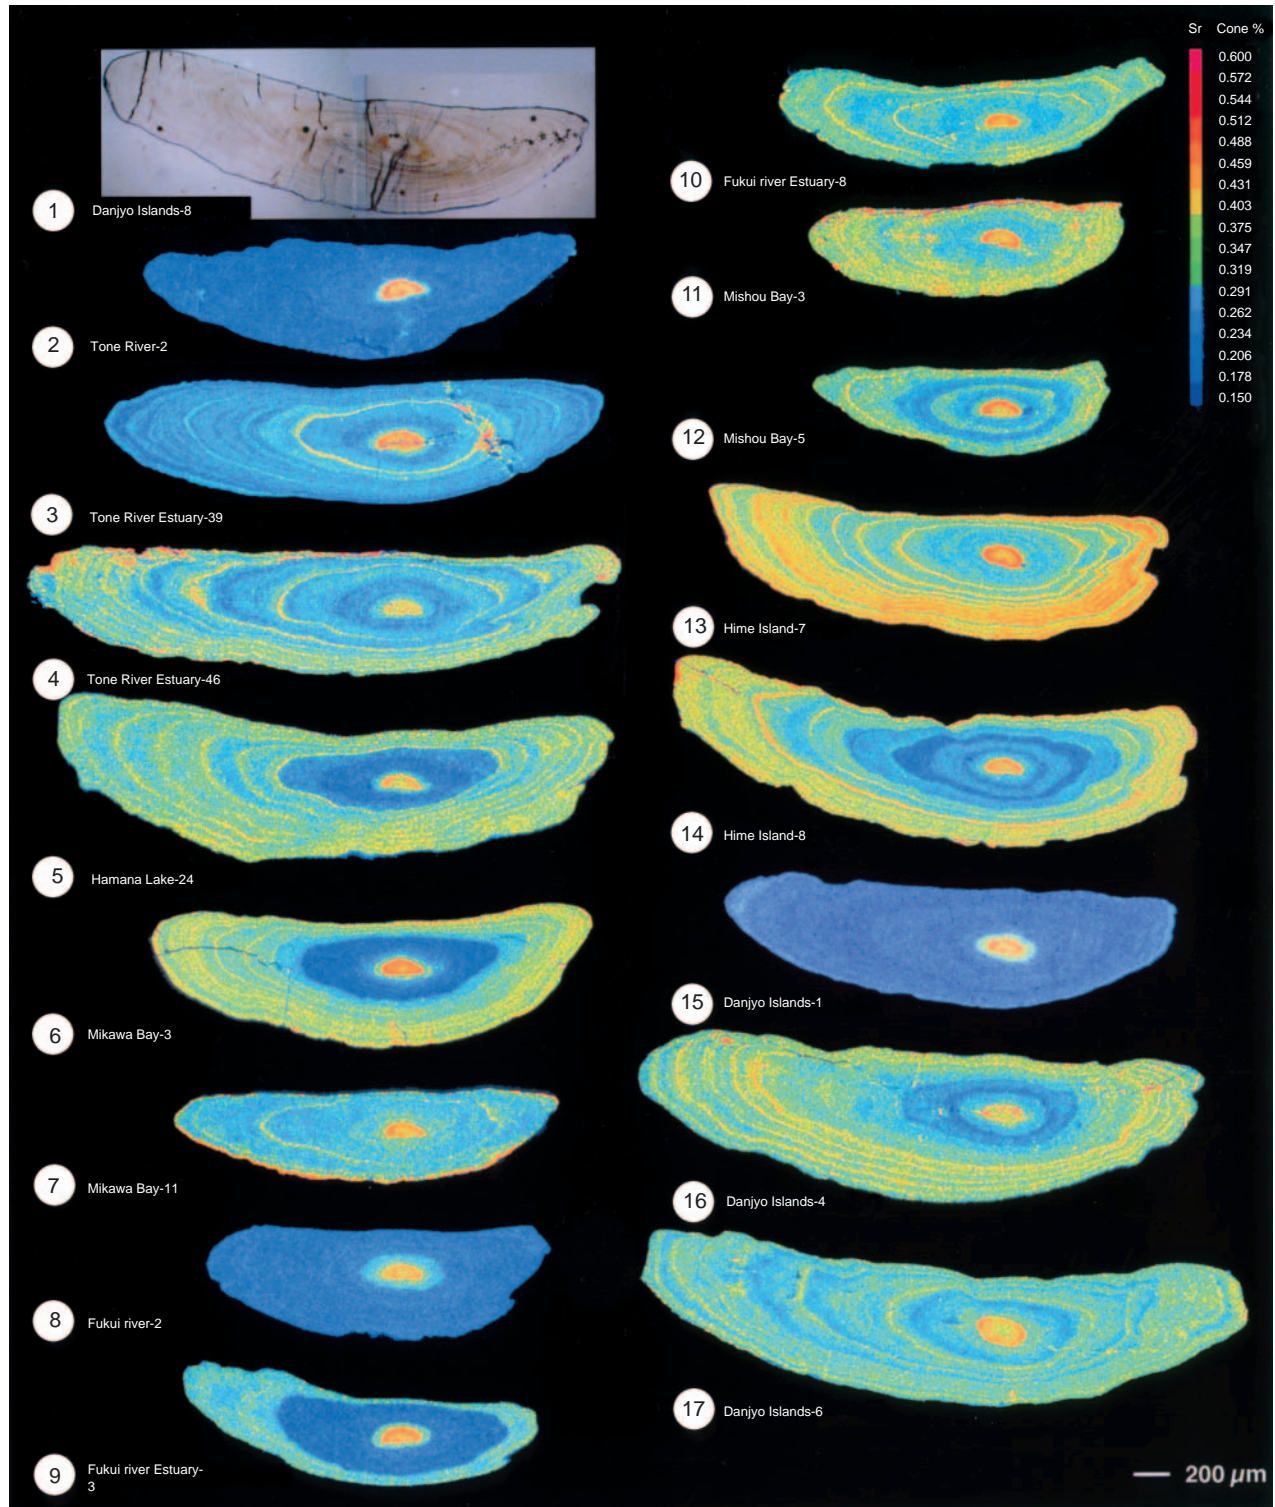 1
Danjyo Islands-8
2
Tone River-2
3
Tone River Estuary-39
4
Tone River Estuary-46
5
Hamana Lake-24
6
Mikawa Bay-3
7
Mikawa Bay-11
8
Fukui river-2
9
Fukui river Estuary-
3
Sr Cone %
0.600
0.572
0.544
0.512
0.488
0.459
0.431
0.403
0.375
0.347
0.319
0.291
0.262
0.234
0.206
0.178
0.150
10
Fukui river Estuary-8
11
Mishou Bay-3
12
Mishou Bay-5
13
Hime Island-7
14
Hime Island-8
15
Danjyo Islands-1
16
Danjyo Islands-4
17
Danjyo Islands-6
200 μm